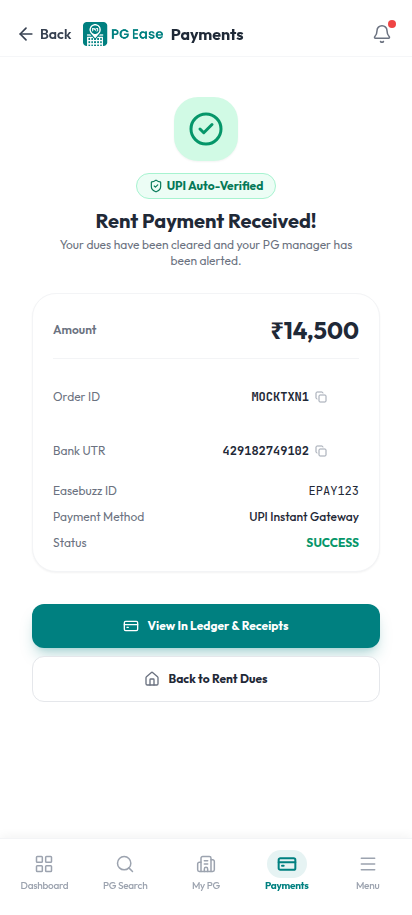 Back PG Ease Payments
UPI Auto-Verified
Rent Payment Received!
Your dues have been cleared and your PG manager has
been alerted.
Amount ₹14,500
Order ID MOCKTXN1
Bank UTR 429182749102
Easebuzz ID EPAY123
Payment Method UPI Instant Gateway
Status SUCCESS
View In Ledger & Receipts
Back to Rent Dues
Dashboard PG Search My PG Payments Menu